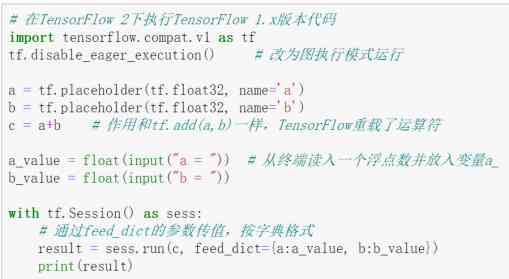 # 在TensorFlow 2下执行TensorFlow 1.x版本代码
import tensorflow.compat.v1 as tf
tf.disable_eager_execution()     # 改为图执行模式运行
a = tf.placeholder(tf.float32, name='a')
b = tf.placeholder(tf.float32, name='b')
c = a+b   # 作用和tf.add(a,b)一样，TensorFlow重载了运算符
a_value = float(input("a = "))  # 从终端读入一个浮点数并放入变量a_
b_value = float(input("b = "))
with tf.Session() as sess:
    # 通过feed_dict的参数传值，按字典格式
    result = sess.run(c, feed_dict={a:a_value, b:b_value})
    print(result)